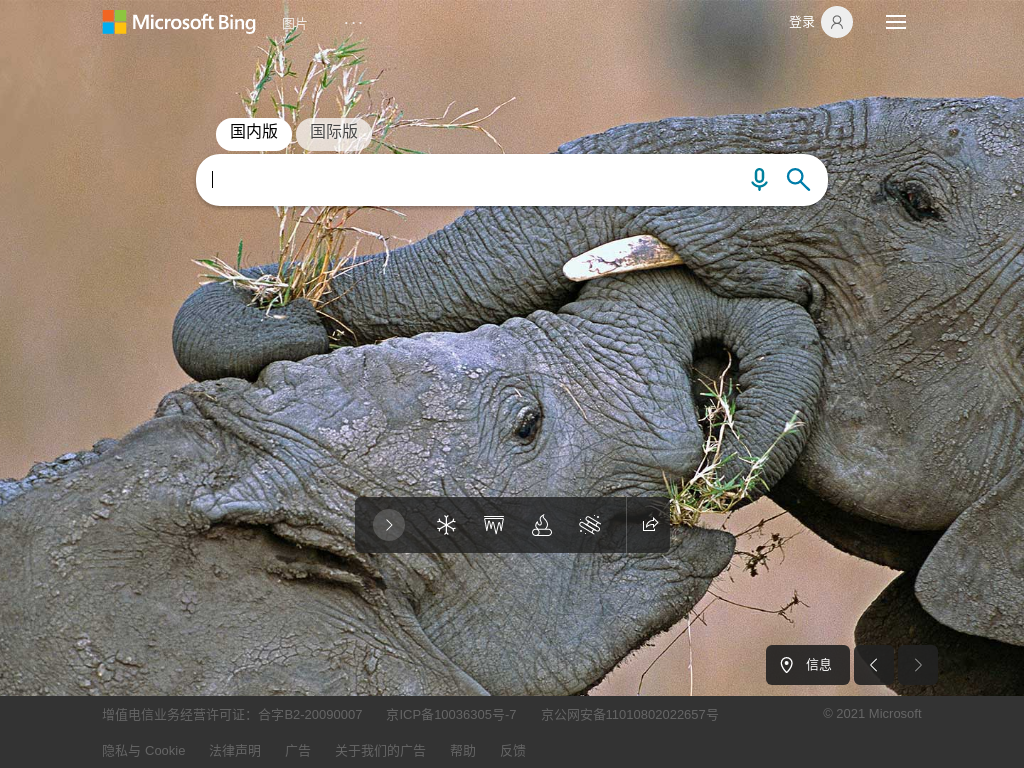 Microsoft Bing 图片 ... 登录
国内版 国际版
信息
增值电信业务经营许可证：合字B2-20090007 京ICP备10036305号-7 京公网安备11010802022657号 © 2021 Microsoft
隐私与 Cookie 法律声明 广告 关于我们的广告 帮助 反馈